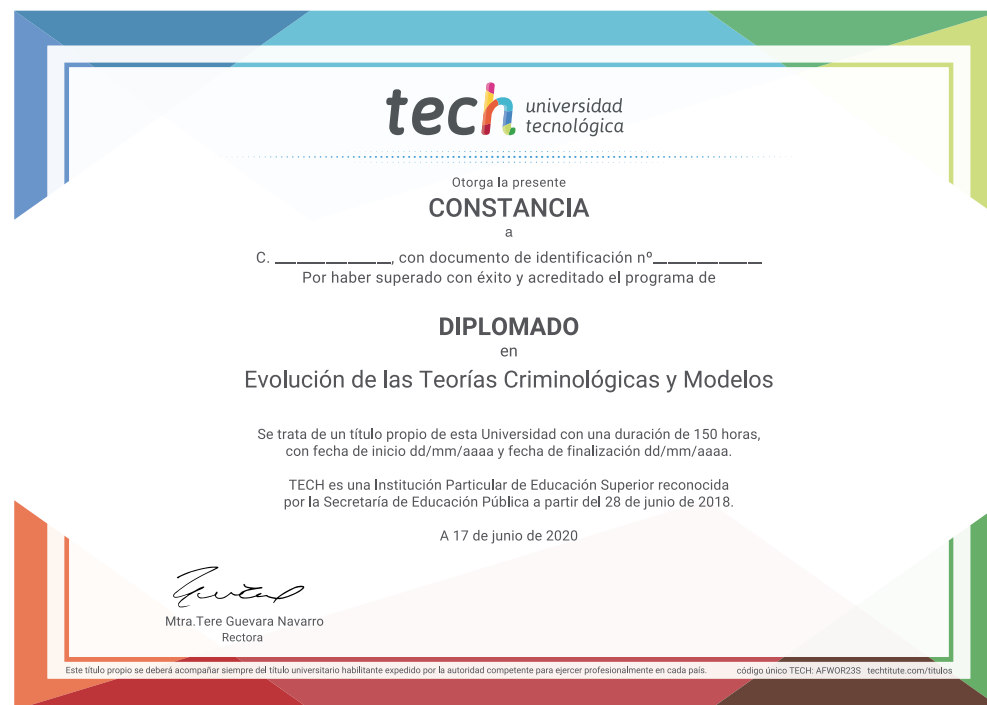 tech universidad
tecnológica
Otorga la presente
CONSTANCIA
a
C. ______________, con documento de identificación nº______________
Por haber superado con éxito y acreditado el programa de
DIPLOMADO
en
Evolución de las Teorías Criminológicas y Modelos
Se trata de un título propio de esta Universidad con una duración de 150 horas,
con fecha de inicio dd/mm/aaaa y fecha de finalización dd/mm/aaaa.
TECH es una Institución Particular de Educación Superior reconocida
por la Secretaría de Educación Pública a partir del 28 de junio de 2018.
A 17 de junio de 2020
Mtra.Tere Guevara Navarro
Rectora
Este título propio se deberá acompañar siempre del título universitario habilitante expedido por la autoridad competente para ejercer profesionalmente en cada país. código único TECH: AFWOR23S techtitute.com/titulos